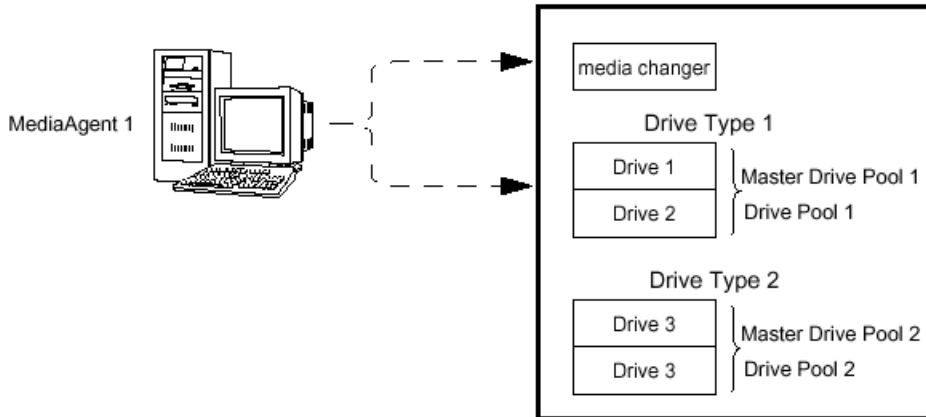 MediaAgent 1
media changer
Drive Type 1
Drive 1
Drive 2
Master Drive Pool 1
Drive Pool 1
Drive Type 2
Drive 3
Drive 3
Master Drive Pool 2
Drive Pool 2